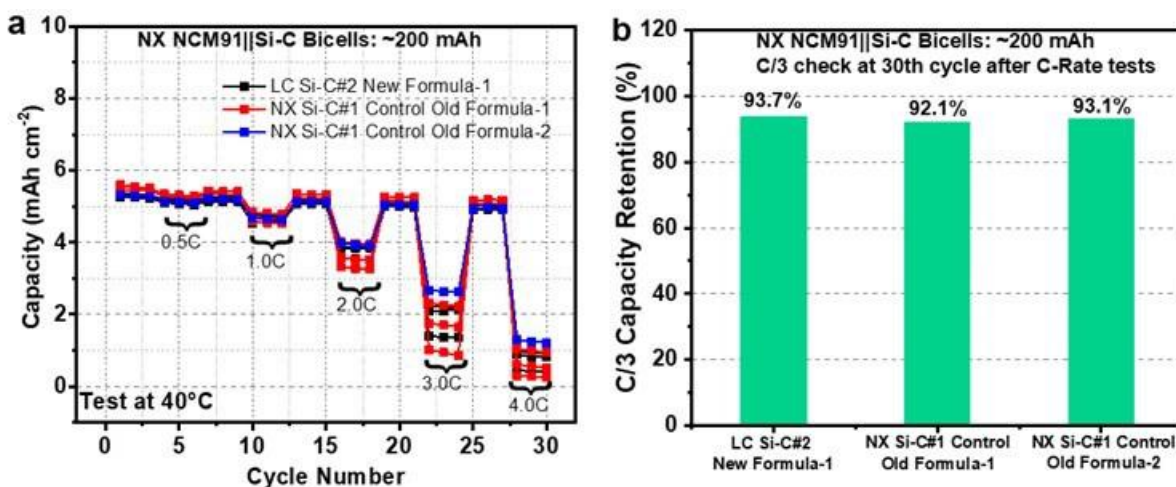 a
NX NCM91||Si-C Bicells: ~200 mAh
LC Si-C#2 New Formula-1
NX Si-C#1 Control Old Formula-1
NX Si-C#1 Control Old Formula-2
Capacity (mAh cm-2)
10
8
6
4
2
0
0.5C
1.0C
2.0C
3.0C
4.0C
Test at 40°C
0 5 10 15 20 25 30
Cycle Number
b
NX NCM91||Si-C Bicells: ~200 mAh
C/3 check at 30th cycle after C-Rate tests
C/3 Capacity Retention (%)
120
100
80
60
40
20
0
93.7% 92.1% 93.1%
LC Si-C#2
New Formula-1
NX Si-C#1 Control
Old Formula-1
NX Si-C#1 Control
Old Formula-2